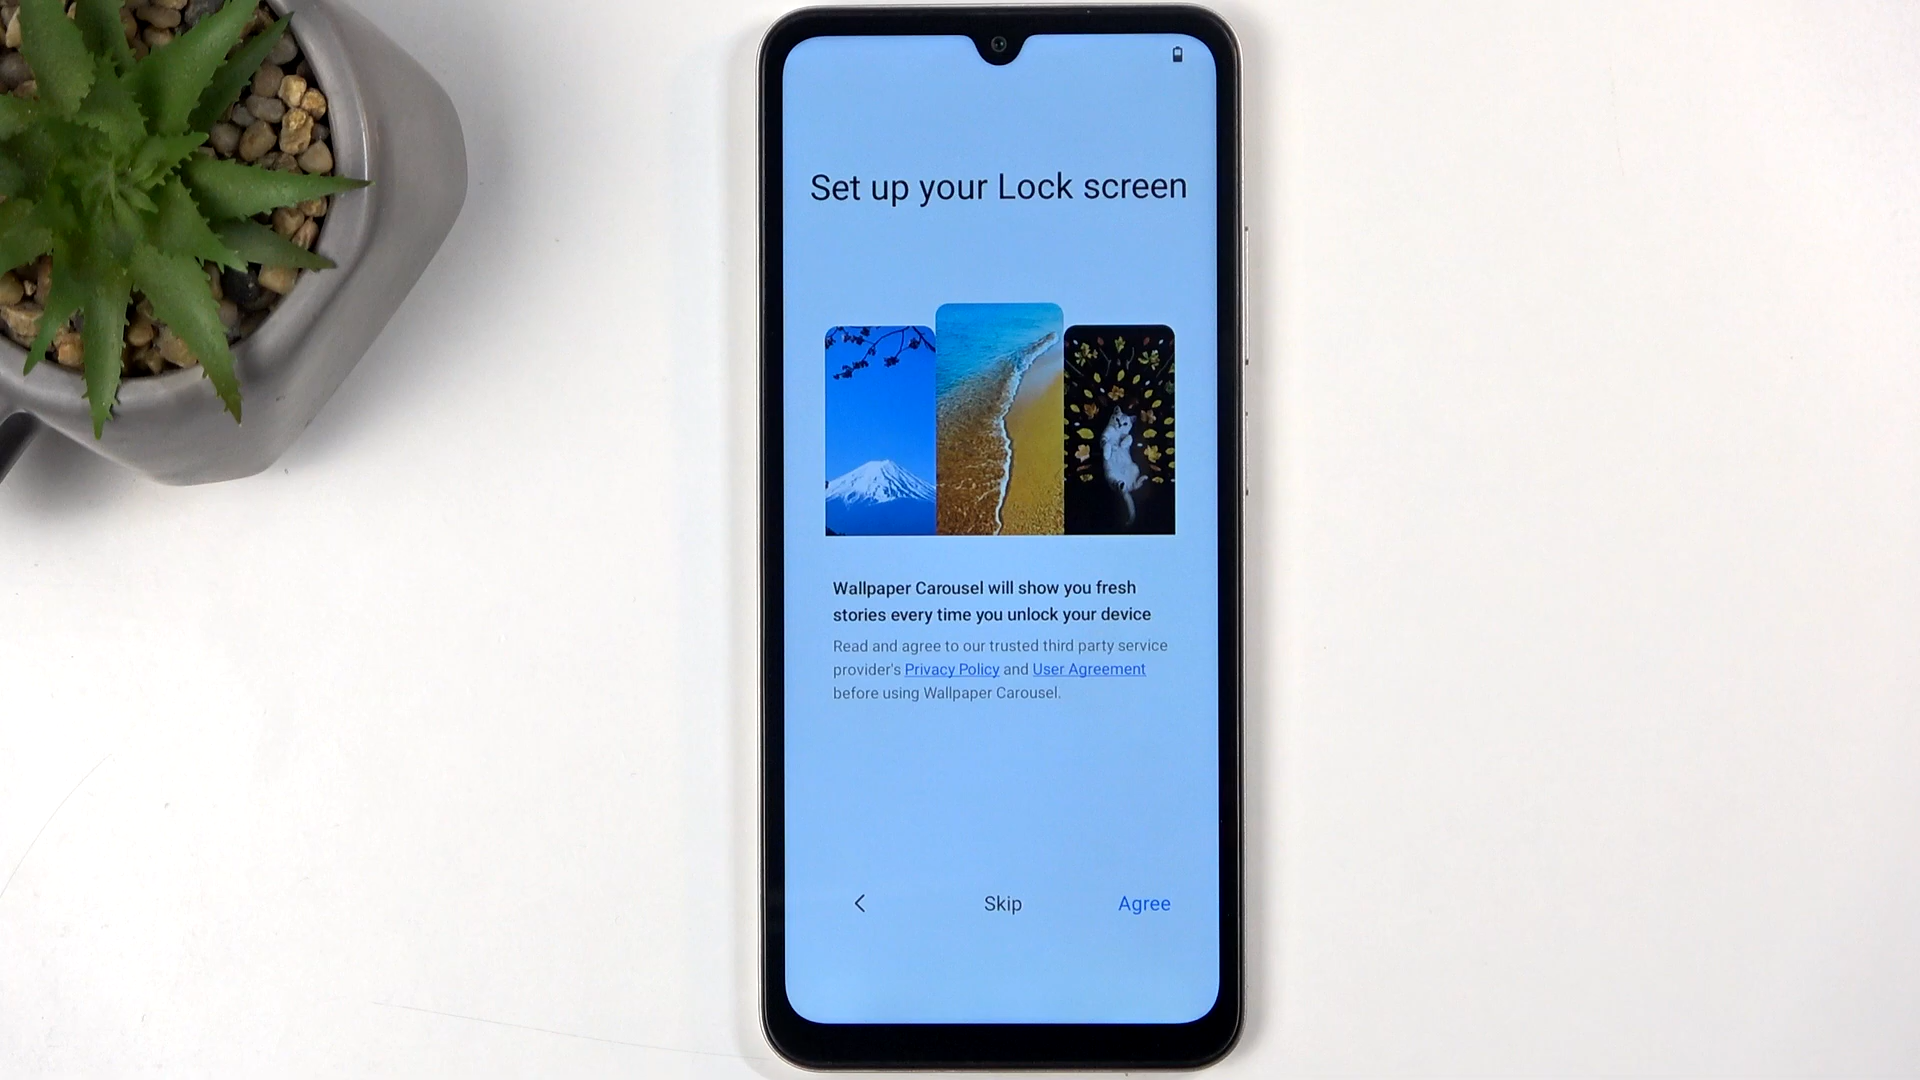 Set up your Lock screen
Wallpaper Carousel will show you fresh
stories every time you unlock your device
Read and agree to our trusted third party service
provider's Privacy Policy and User Agreement
before using Wallpaper Carousel.
Skip
Agree